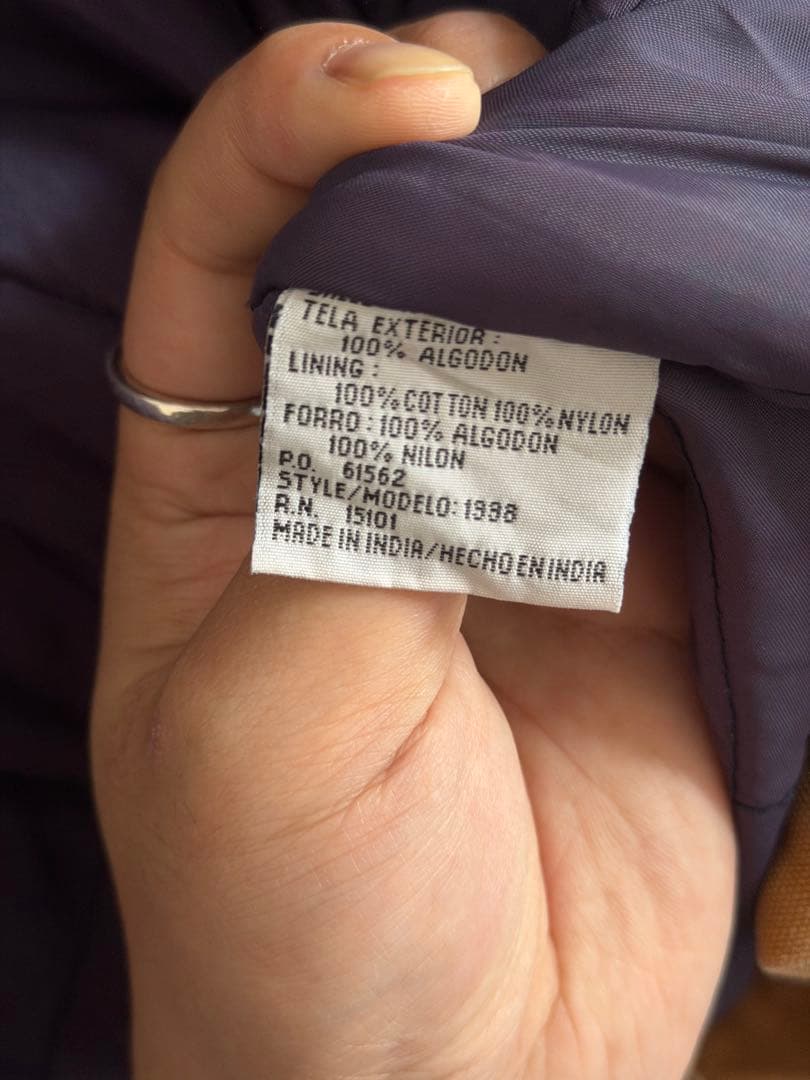 TELA EXTERIOR :
100% ALGODON
LINING :
100% COTTON 100% NYLON
FORRO : 100% ALGODON
100% NILON
P.O. 61562
STYLE/MODELO: 1998
R.N. 15101
MADE IN INDIA/HECHO EN INDIA